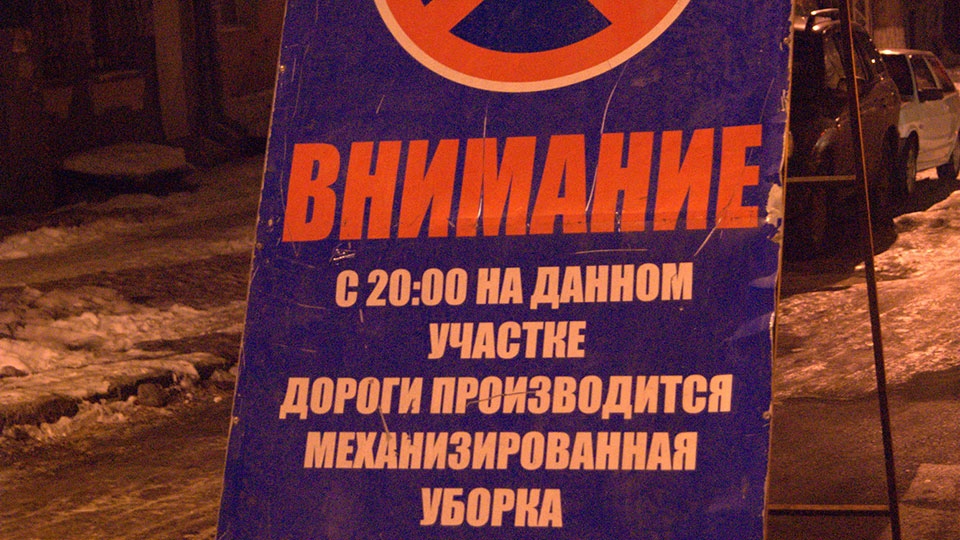 ВНИМАНИЕ
С 20:00 НА ДАННОМ
УЧАСТКЕ
ДОРОГИ ПРОИЗВОДИТСЯ
МЕХАНИЗИРОВАННАЯ
УБОРКА